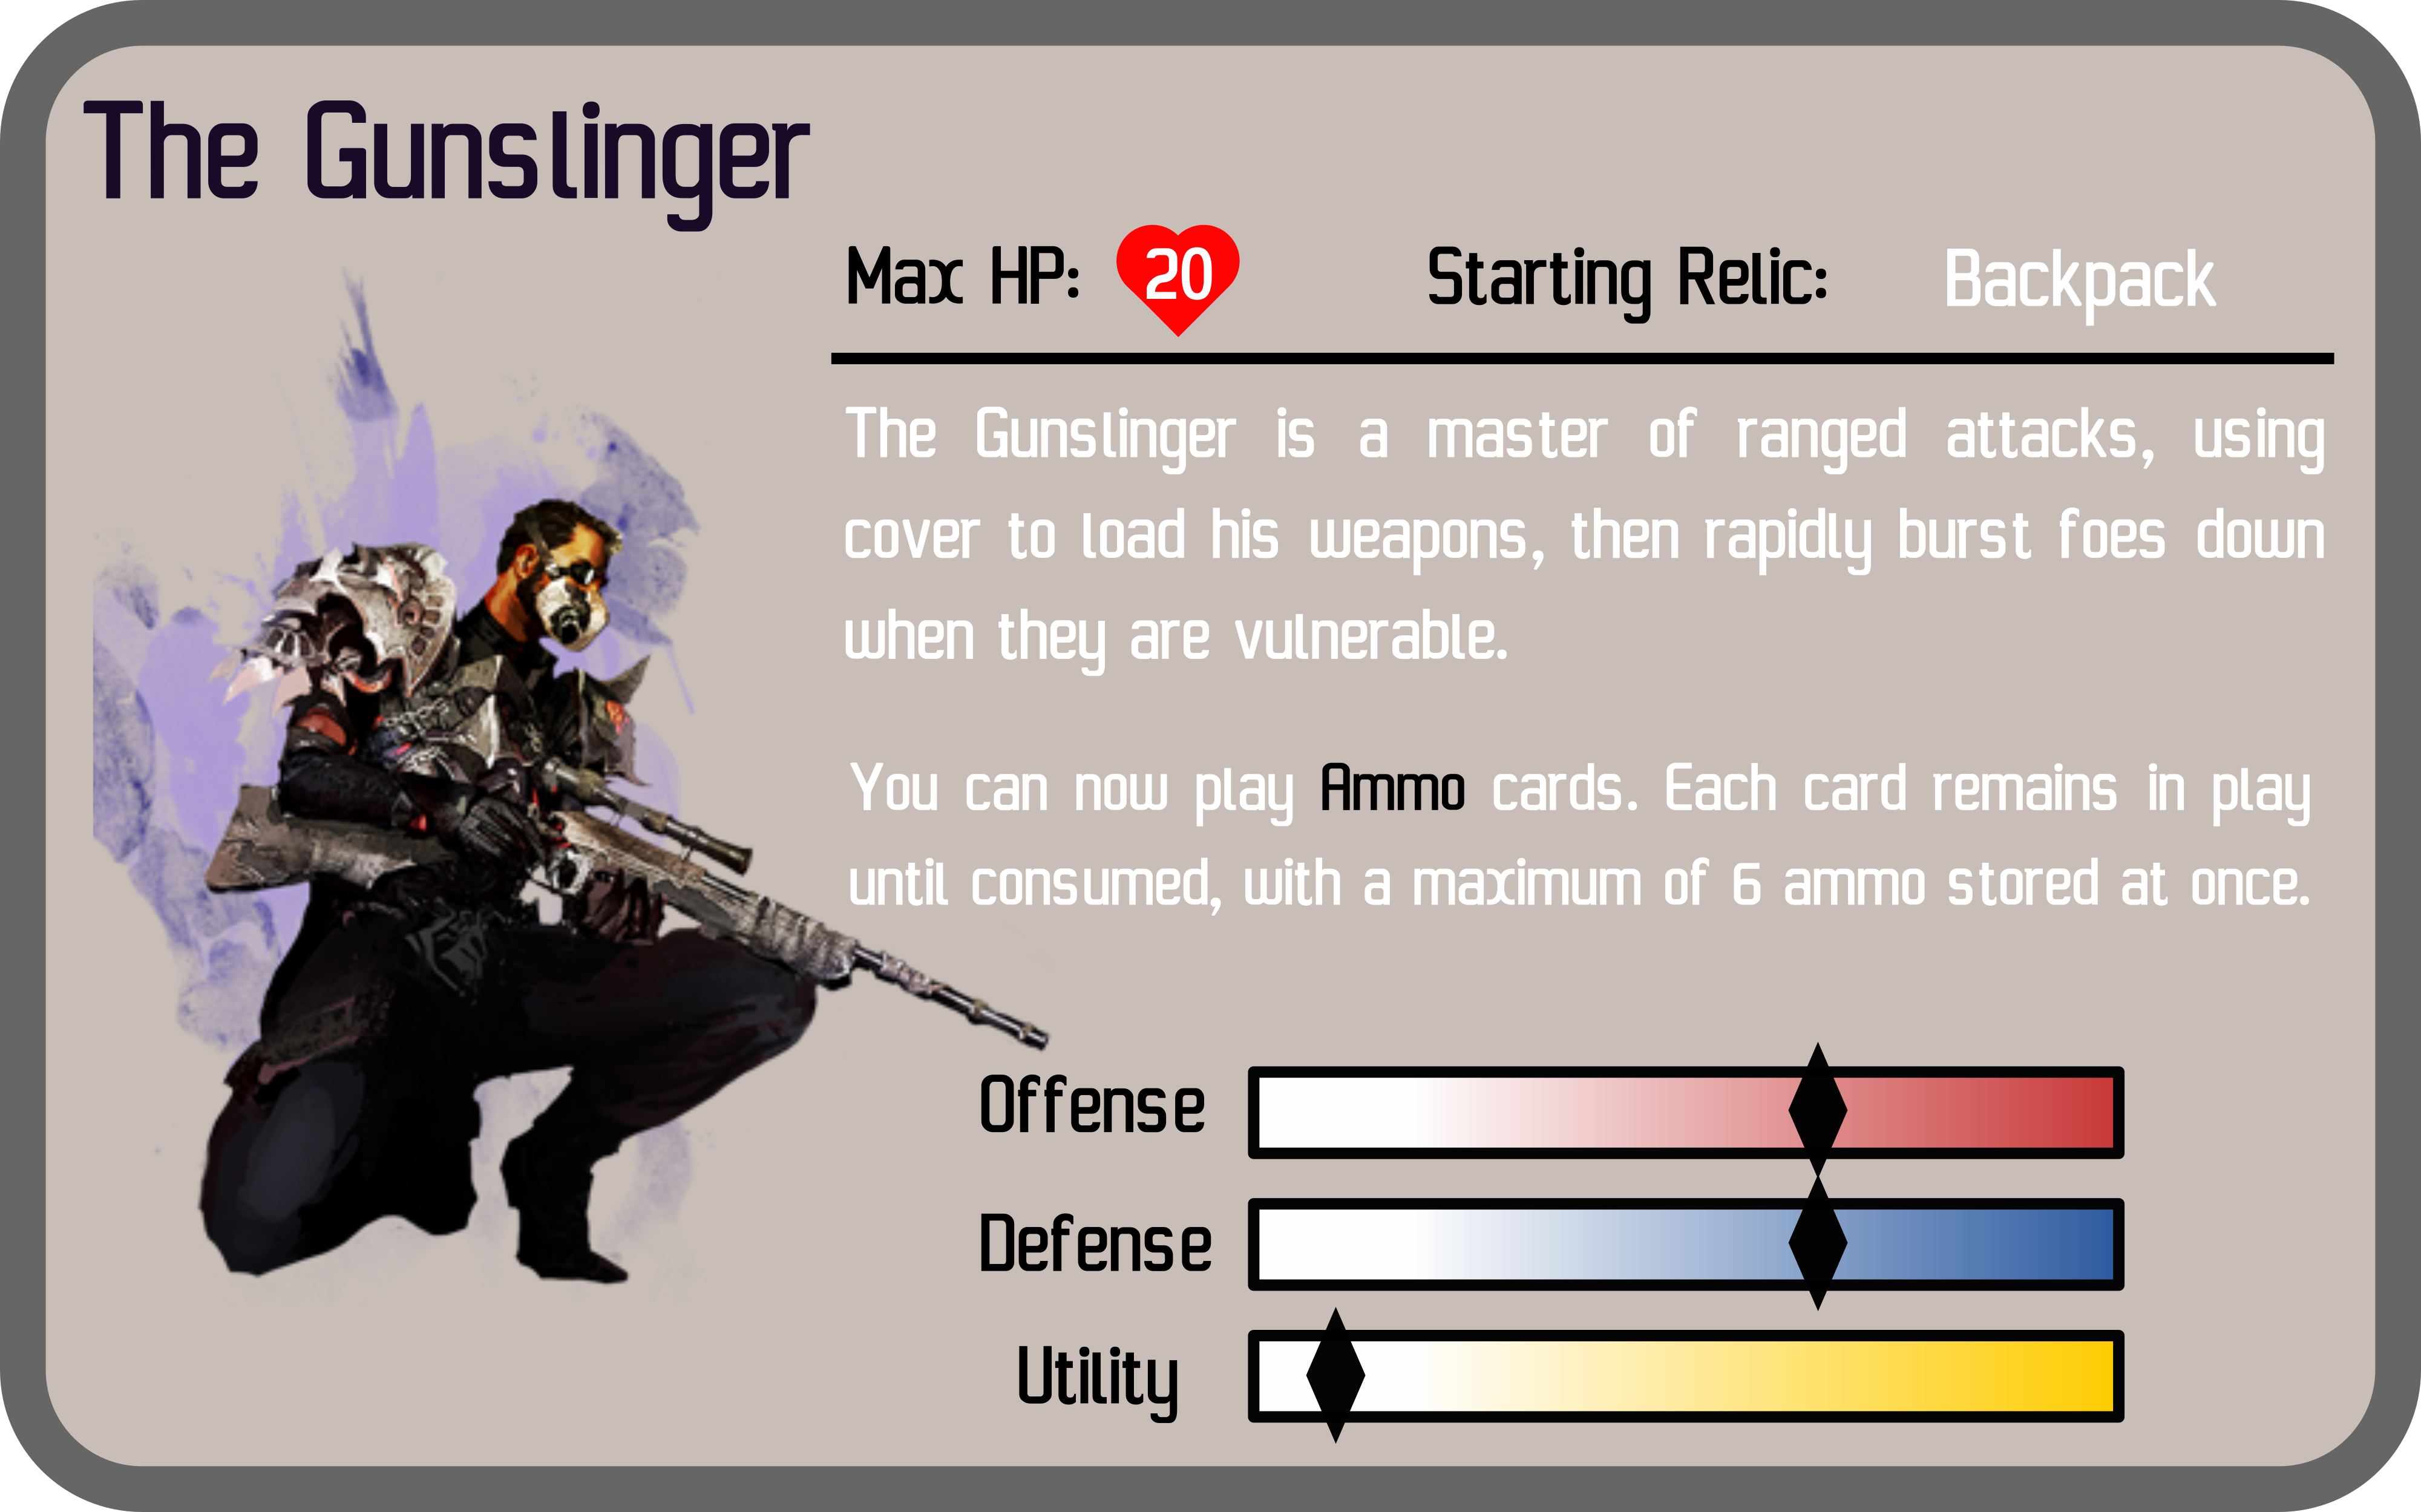 The Gunslinger
Max HP: 20 Starting Relic: Backpack
The Gunslinger is a master of ranged attacks, using
cover to load his weapons, then rapidly burst foes down
when they are vulnerable.
You can now play Ammo cards. Each card remains in play
until consumed, with a maximum of 6 ammo stored at once.
Offense
Defense
Utility